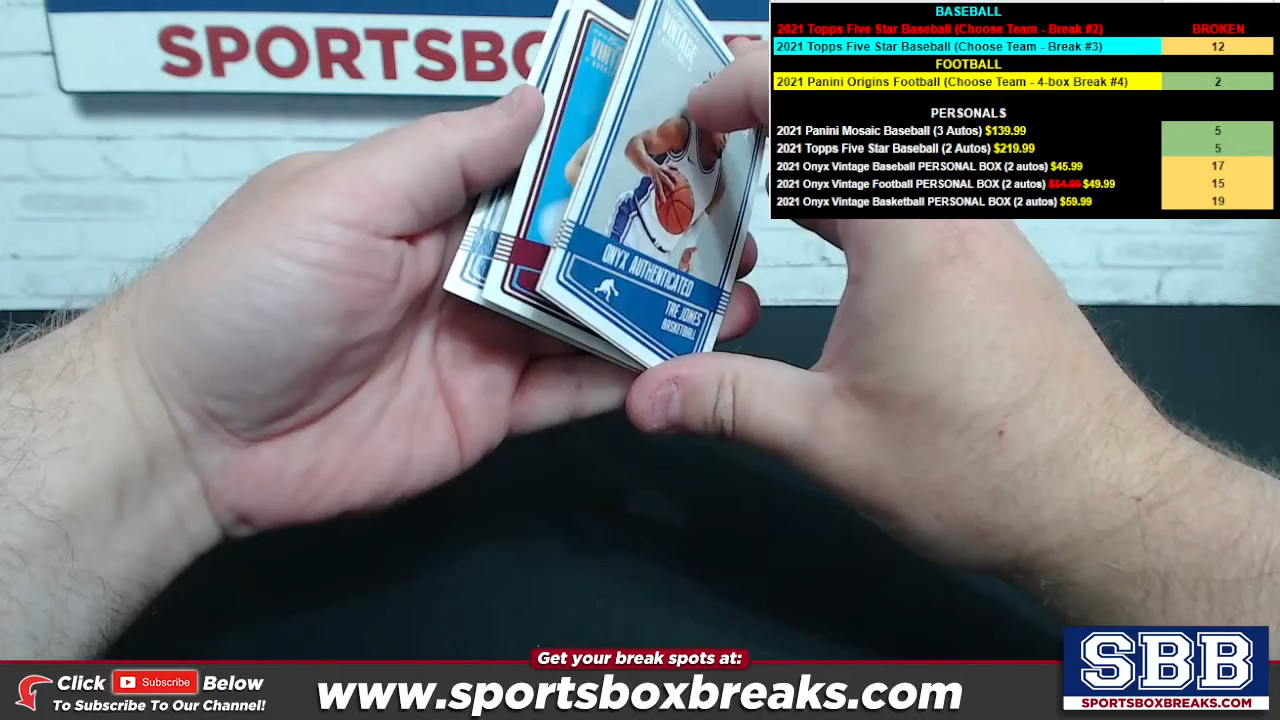 SPORTSBO
BASEBALL
2021 Topps Five Star Baseball (Choose Team - Break #2) BROKEN
2021 Topps Five Star Baseball (Choose Team - Break #3) 12
FOOTBALL
2021 Panini Origins Football (Choose Team - 4-box Break #4) 2
PERSONALS
2021 Panini Mosaic Baseball (3 Autos) $139.99 5
2021 Topps Five Star Baseball (2 Autos) $219.99 5
2021 Onyx Vintage Baseball PERSONAL BOX (2 autos) $45.99 17
2021 Onyx Vintage Football PERSONAL BOX (2 autos) $54.99 $49.99 15
2021 Onyx Vintage Basketball PERSONAL BOX (2 autos) $59.99 19
VINTAGE
ONYX AUTHENTICATED
TRE JONES
BASKETBALL
Get your break spots at:
Click Subscribe Below
To Subscribe To Our Channel!
www.sportsboxbreaks.com
SBB
SPORTSBOXBREAKS.COM